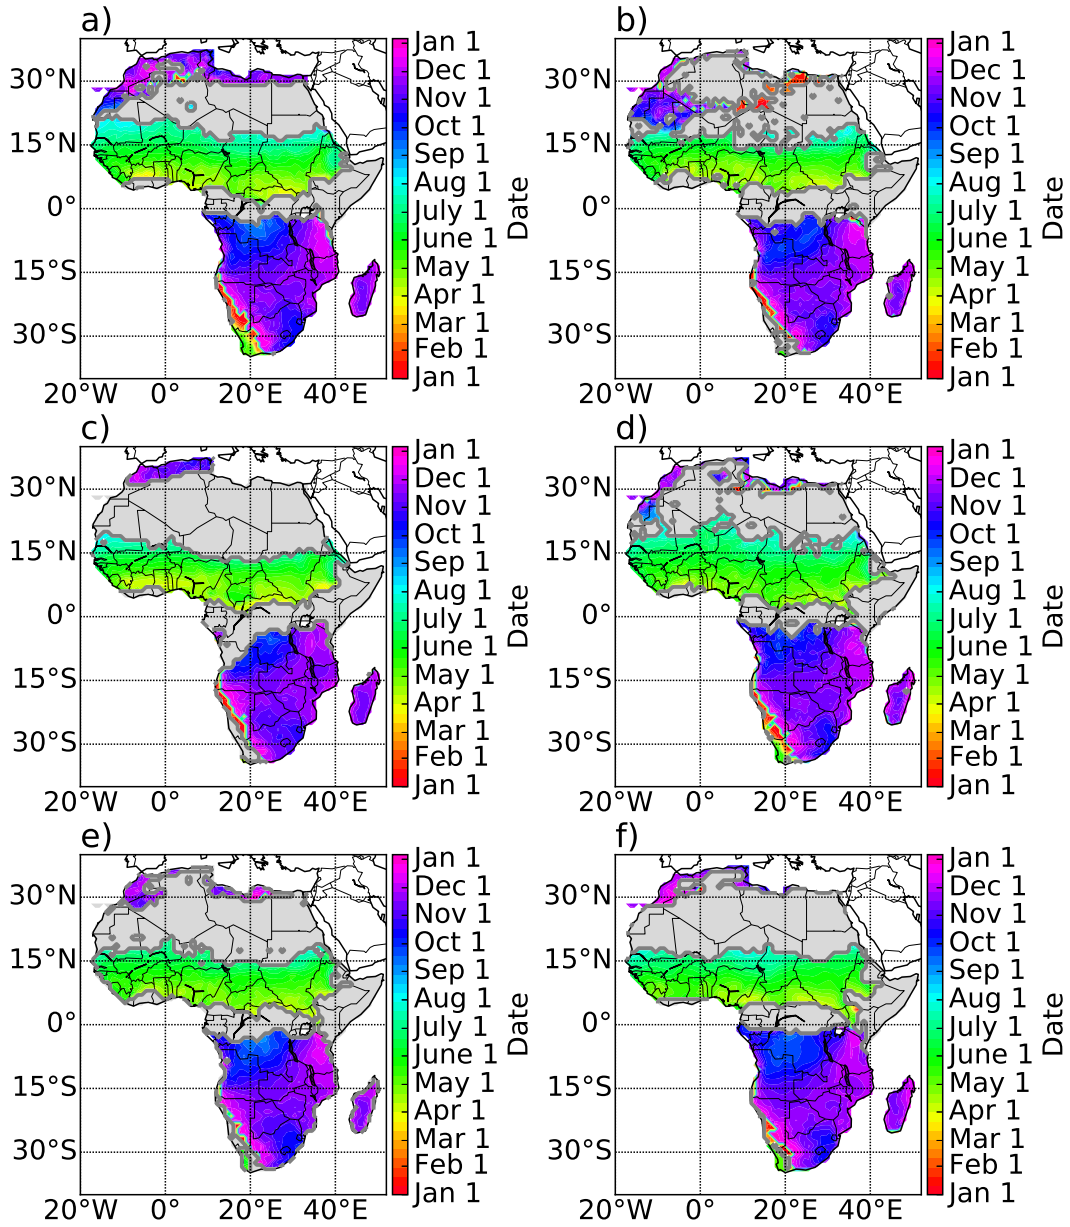 a) b)
Jan 1 Jan 1
30°N Dec 1 30°N Dec 1
Nov 1 Nov 1
15°N Oct 1 15°N Oct 1
Sep 1 Sep 1
Aug 1 Aug 1
0° July 1 Date 0° July 1 Date
June 1 June 1
15°S May 1 15°S May 1
Apr 1 Apr 1
30°S Mar 1 30°S Mar 1
Feb 1 Feb 1
Jan 1 Jan 1
20°W 0° 20°E 40°E 20°W 0° 20°E 40°E
c) d)
Jan 1 Jan 1
30°N Dec 1 30°N Dec 1
Nov 1 Nov 1
15°N Oct 1 15°N Oct 1
Sep 1 Sep 1
Aug 1 Aug 1
0° July 1 Date 0° July 1 Date
June 1 June 1
15°S May 1 15°S May 1
Apr 1 Apr 1
30°S Mar 1 30°S Mar 1
Feb 1 Feb 1
Jan 1 Jan 1
20°W 0° 20°E 40°E 20°W 0° 20°E 40°E
e) f)
Jan 1 Jan 1
30°N Dec 1 30°N Dec 1
Nov 1 Nov 1
15°N Oct 1 15°N Oct 1
Sep 1 Sep 1
Aug 1 Aug 1
0° July 1 Date 0° July 1 Date
June 1 June 1
15°S May 1 15°S May 1
Apr 1 Apr 1
30°S Mar 1 30°S Mar 1
Feb 1 Feb 1
Jan 1 Jan 1
20°W 0° 20°E 40°E 20°W 0° 20°E 40°E